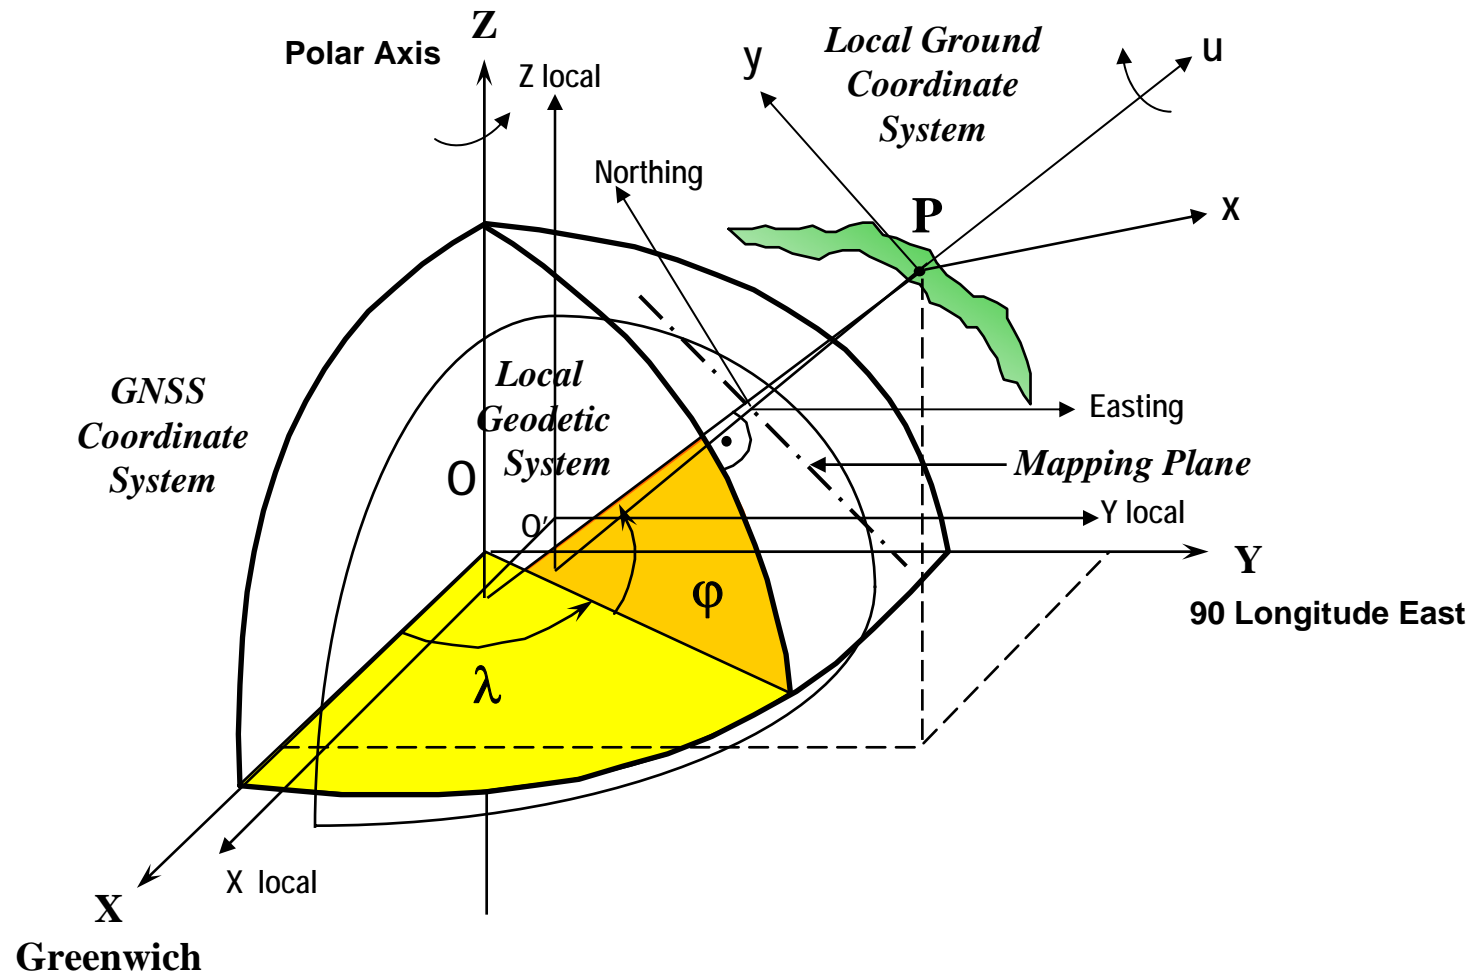 Z
Polar Axis
Z local
Local Ground
Coordinate
System
y
u
Northing
P
x
GNSS
Coordinate
System
Local
Geodetic
System
Easting
Mapping Plane
O
O'
Y local
Y
90 Longitude East
φ
λ
X local
X
Greenwich